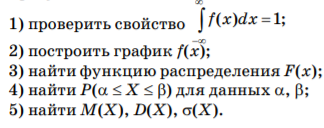 1) проверить свойство ∫_{-∞}^{∞} f(x)dx = 1;
2) построить график f(x);
3) найти функцию распределения F(x);
4) найти P(α ≤ X ≤ β) для данных α, β;
5) найти M(X), D(X), σ(X).